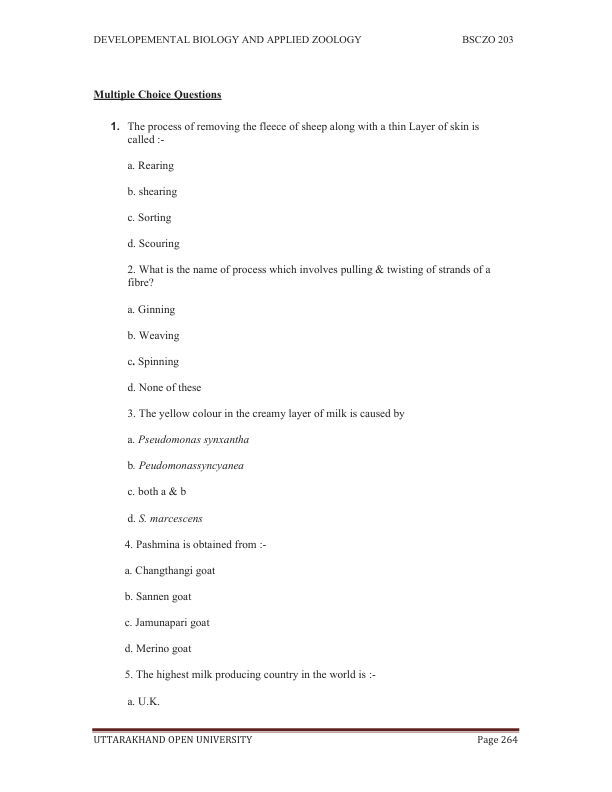 DEVELOPEMENTAL BIOLOGY AND APPLIED ZOOLOGY BSCZO 203
Multiple Choice Questions
1. The process of removing the fleece of sheep along with a thin Layer of skin is
called :-
a. Rearing
b. shearing
c. Sorting
d. Scouring
2. What is the name of process which involves pulling & twisting of strands of a
fibre?
a. Ginning
b. Weaving
c. Spinning
d. None of these
3. The yellow colour in the creamy layer of milk is caused by
a. Pseudomonas synxantha
b. Peudomonassyncyanea
c. both a & b
d. S. marcescens
4. Pashmina is obtained from :-
a. Changthangi goat
b. Sannen goat
c. Jamunapari goat
d. Merino goat
5. The highest milk producing country in the world is :-
a. U.K.
UTTARAKHAND OPEN UNIVERSITY Page 264